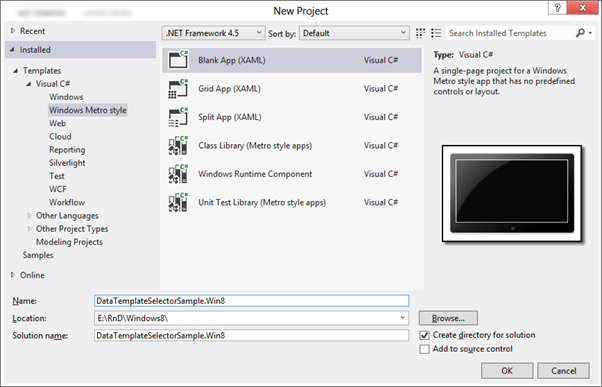 New Project
?
Recent
.NET Framework 4.5
Sort by: Default
Search Installed Templates
Installed
Templates
Visual C#
Windows
Windows Metro style
Web
Cloud
Reporting
Silverlight
Test
WCF
Workflow
Other Languages
Other Project Types
Modeling Projects
Samples
Online
Blank App (XAML) Visual C#
Grid App (XAML) Visual C#
Split App (XAML) Visual C#
Class Library (Metro style apps) Visual C#
Windows Runtime Component Visual C#
Unit Test Library (Metro style apps) Visual C#
Type: Visual C#
A single-page project for a Windows
Metro style app that has no predefined
controls or layout.
Name: DataTemplateSelectorSample.Win8
Location: E:\RnD\Windows8\
Browse...
Solution name: DataTemplateSelectorSample.Win8
Create directory for solution
Add to source control
OK
Cancel